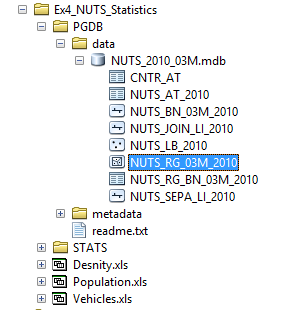 Ex4_NUTS_Statistics
PGDB
data
NUTS_2010_03M.mdb
CNTR_AT
NUTS_AT_2010
NUTS_BN_03M_2010
NUTS_JOIN_LI_2010
NUTS_LB_2010
NUTS_RG_03M_2010
NUTS_RG_BN_03M_2010
NUTS_SEPA_LI_2010
metadata
readme.txt
STATS
Desnity.xls
Population.xls
Vehicles.xls